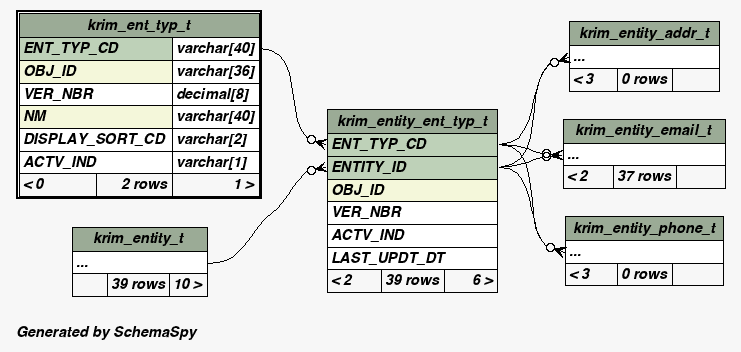 krim_ent_typ_t
ENT_TYP_CD varchar[40]
OBJ_ID varchar[36]
VER_NBR decimal[8]
NM varchar[40]
DISPLAY_SORT_CD varchar[2]
ACTV_IND varchar[1]
< 0 2 rows 1 >
krim_entity_t
...
39 rows 10 >
krim_entity_ent_typ_t
ENT_TYP_CD
ENTITY_ID
OBJ_ID
VER_NBR
ACTV_IND
LAST_UPDT_DT
< 2 39 rows 6 >
krim_entity_addr_t
...
< 3 0 rows
krim_entity_email_t
...
< 2 37 rows
krim_entity_phone_t
...
< 3 0 rows
Generated by SchemaSpy